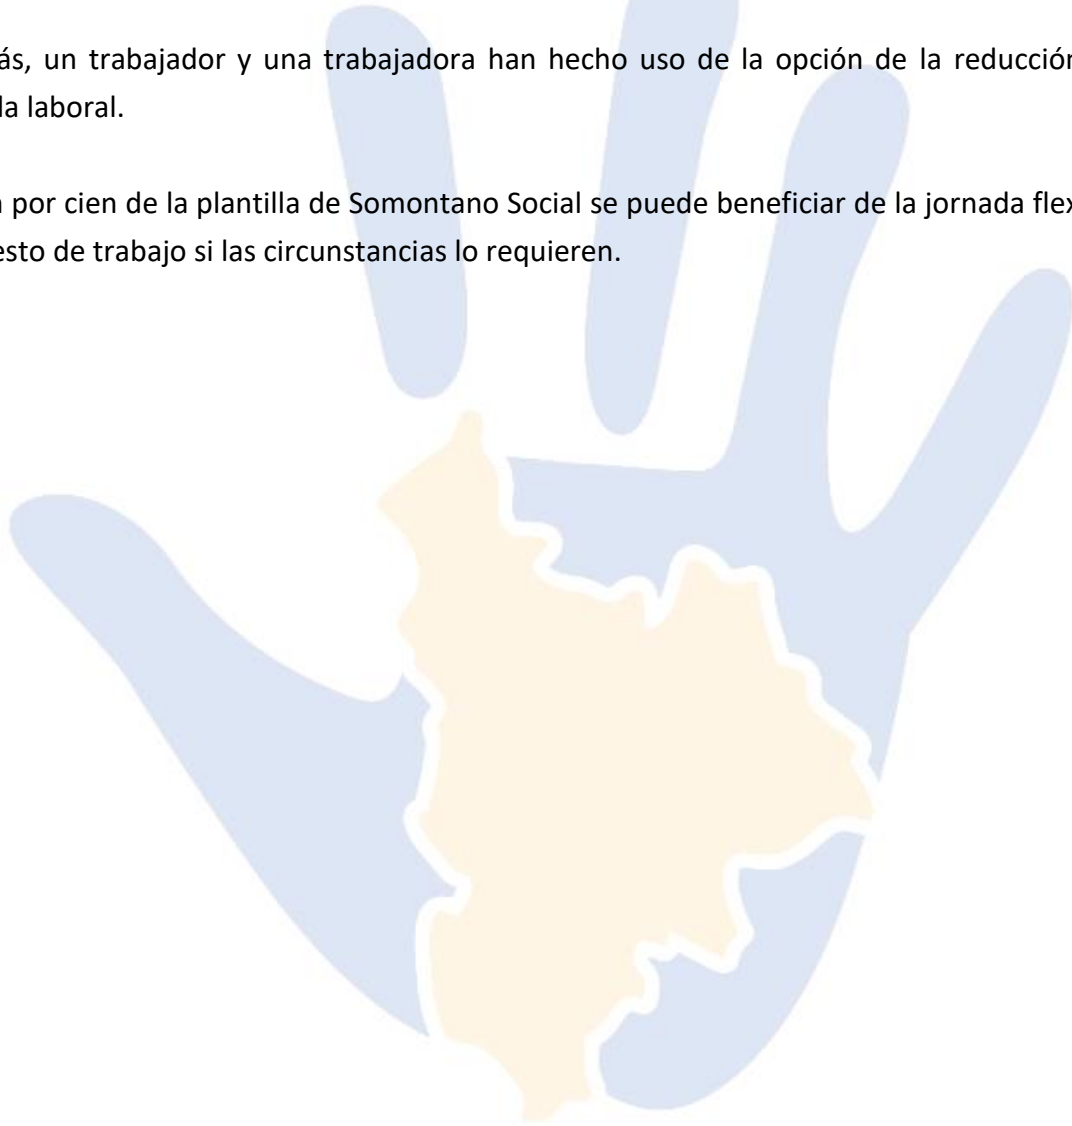 ás, un trabajador y una trabajadora han hecho uso de la opción de la reducción
la laboral.
por cien de la plantilla de Somontano Social se puede beneficiar de la jornada flex
esto de trabajo si las circunstancias lo requieren.